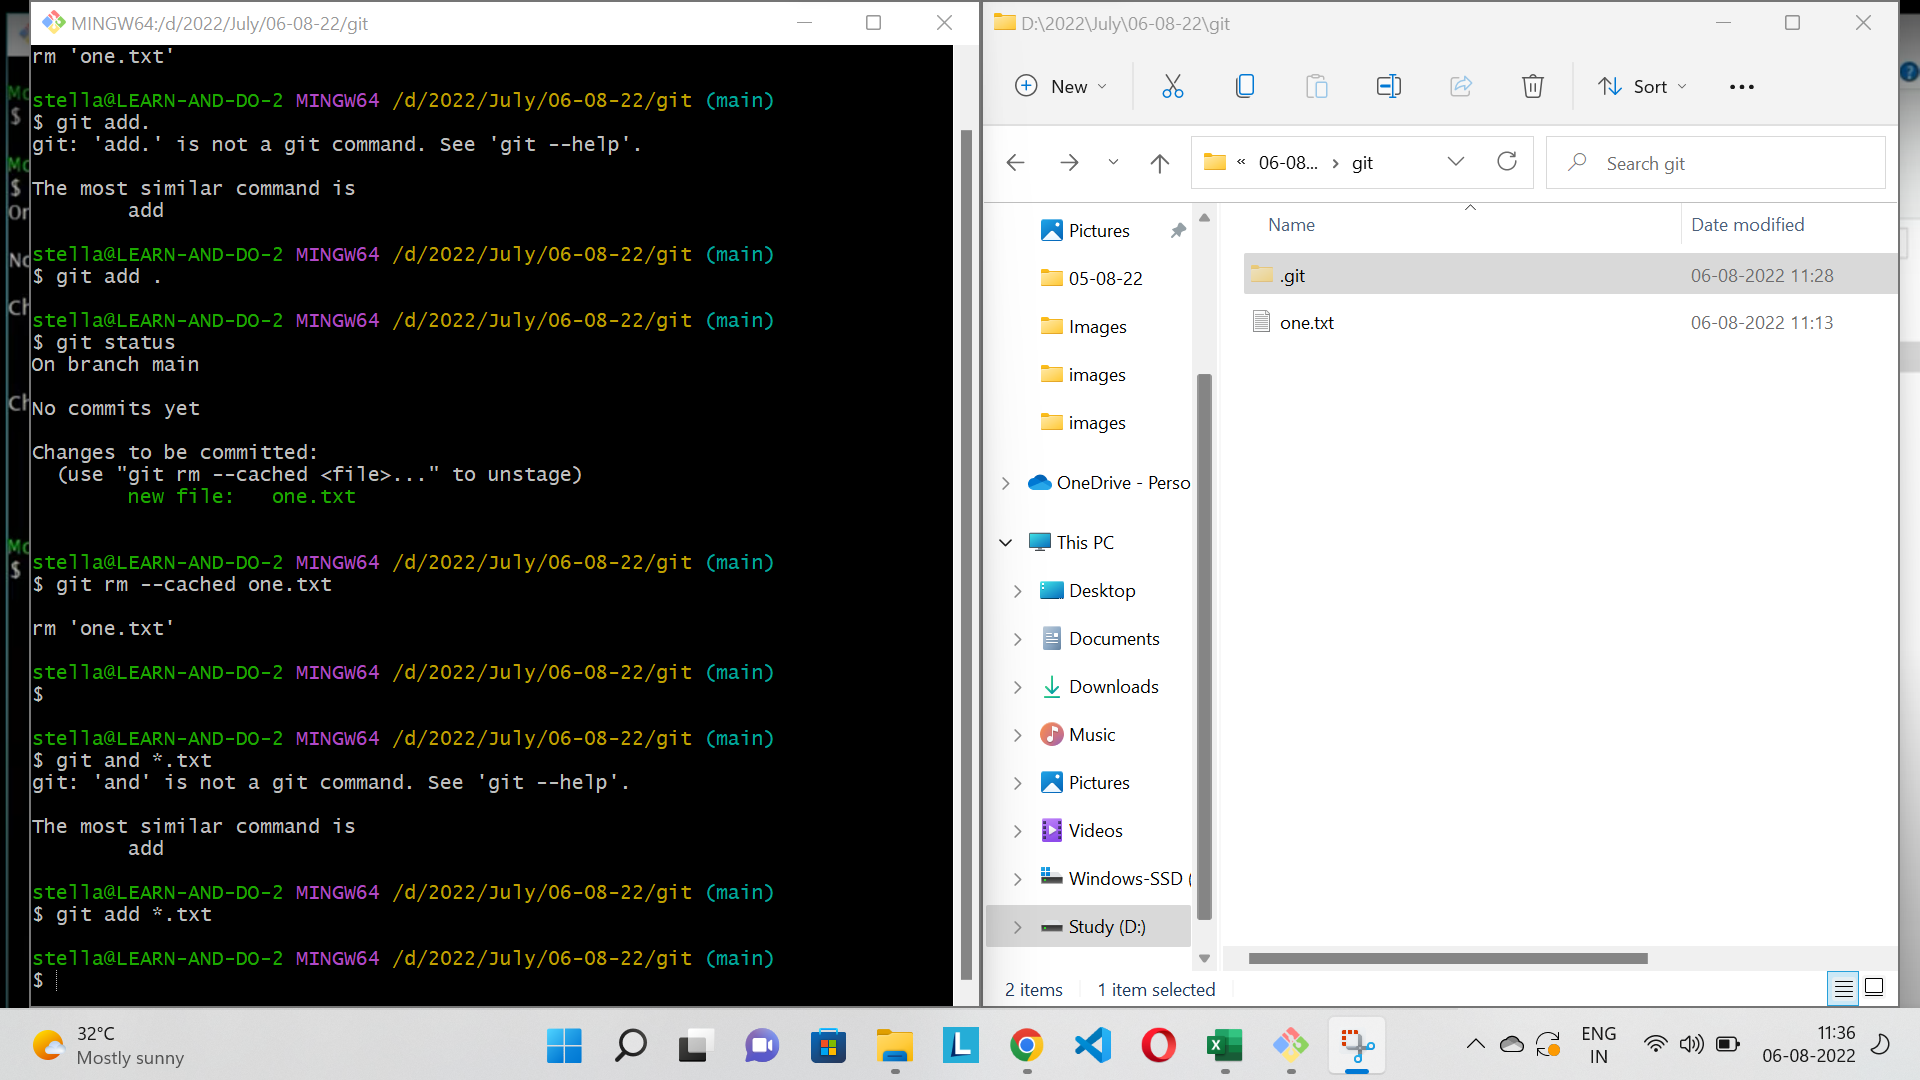 MINGW64:/d/2022/July/06-08-22/git
rm 'one.txt'
stella@LEARN-AND-DO-2 MINGW64 /d/2022/July/06-08-22/git (main)
$ git add.
git: 'add.' is not a git command. See 'git --help'.
The most similar command is
add
stella@LEARN-AND-DO-2 MINGW64 /d/2022/July/06-08-22/git (main)
$ git add .
stella@LEARN-AND-DO-2 MINGW64 /d/2022/July/06-08-22/git (main)
$ git status
On branch main
No commits yet
Changes to be committed:
(use "git rm --cached <file>..." to unstage)
new file:   one.txt
stella@LEARN-AND-DO-2 MINGW64 /d/2022/July/06-08-22/git (main)
$ git rm --cached one.txt
rm 'one.txt'
stella@LEARN-AND-DO-2 MINGW64 /d/2022/July/06-08-22/git (main)
$
stella@LEARN-AND-DO-2 MINGW64 /d/2022/July/06-08-22/git (main)
$ git and *.txt
git: 'and' is not a git command. See 'git --help'.
The most similar command is
add
stella@LEARN-AND-DO-2 MINGW64 /d/2022/July/06-08-22/git (main)
$ git add *.txt
stella@LEARN-AND-DO-2 MINGW64 /d/2022/July/06-08-22/git (main)
$
D:\2022\July\06-08-22\git
New
Sort
« 06-08... › git
Search git
Pictures
05-08-22
Images
images
images
OneDrive - Perso
This PC
Desktop
Documents
Downloads
Music
Pictures
Videos
Windows-SSD (
Study (D:)
Name Date modified
.git 06-08-2022 11:28
one.txt 06-08-2022 11:13
2 items 1 item selected
32°C
Mostly sunny
ENG
IN
11:36
06-08-2022